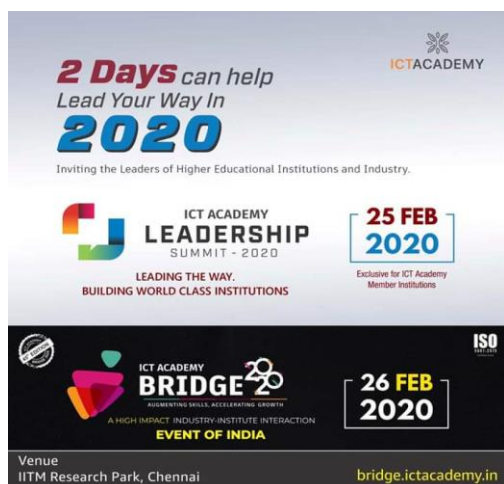 ICTACADEMY
2 Days can help
Lead Your Way In
2020
Inviting the Leaders of Higher Educational Institutions and Industry.
ICT ACADEMY
LEADERSHIP
SUMMIT - 2020
LEADING THE WAY.
BUILDING WORLD CLASS INSTITUTIONS
25 FEB
2020
Exclusive for ICT Academy
Member Institutions
ISO
ICT ACADEMY
BRIDGE
AUGMENTING SKILLS, ACCELERATING GROWTH
A HIGH IMPACT INDUSTRY-INSTITUTE INTERACTION
EVENT OF INDIA
26 FEB
2020
Venue
IITM Research Park, Chennai
bridge.ictacademy.in